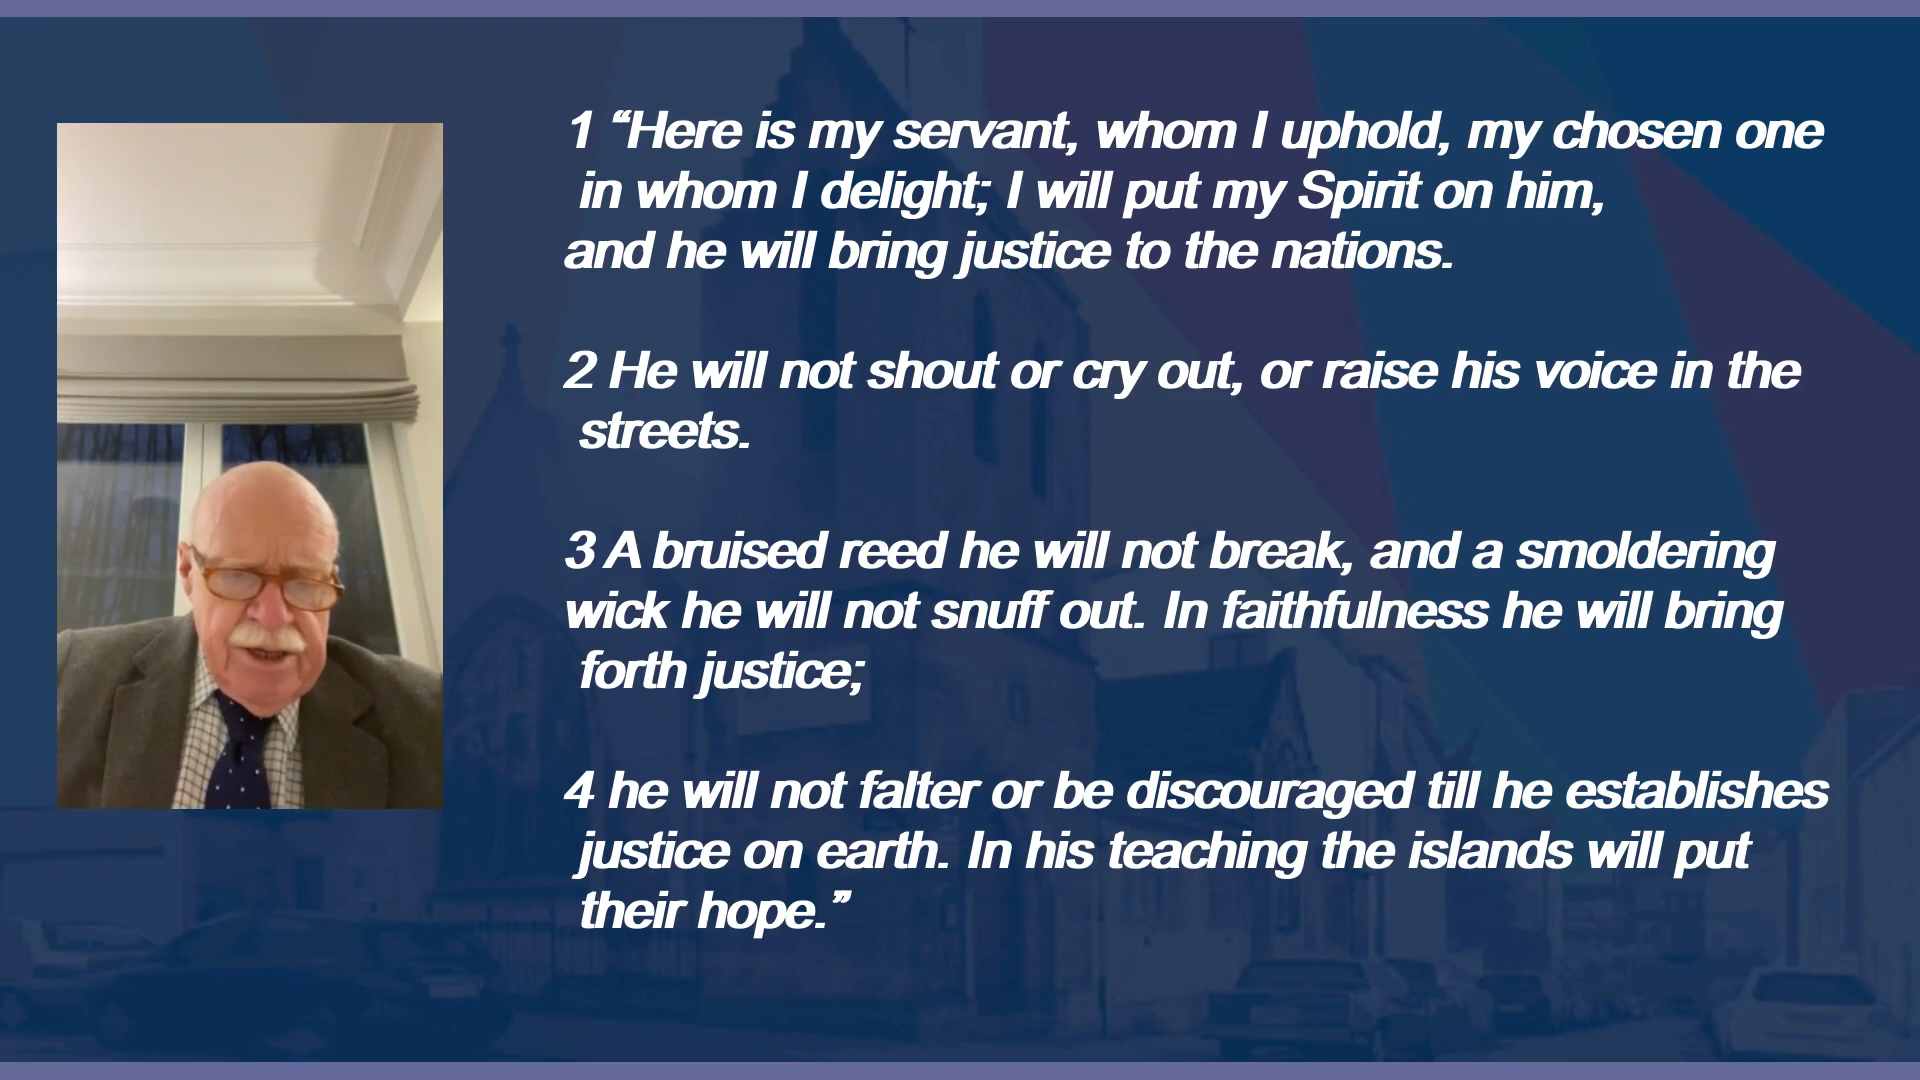 1 “Here is my servant, whom I uphold, my chosen one
in whom I delight; I will put my Spirit on him,
and he will bring justice to the nations.
2 He will not shout or cry out, or raise his voice in the
streets.
3 A bruised reed he will not break, and a smoldering
wick he will not snuff out. In faithfulness he will bring
forth justice;
4 he will not falter or be discouraged till he establishes
justice on earth. In his teaching the islands will put
their hope.”